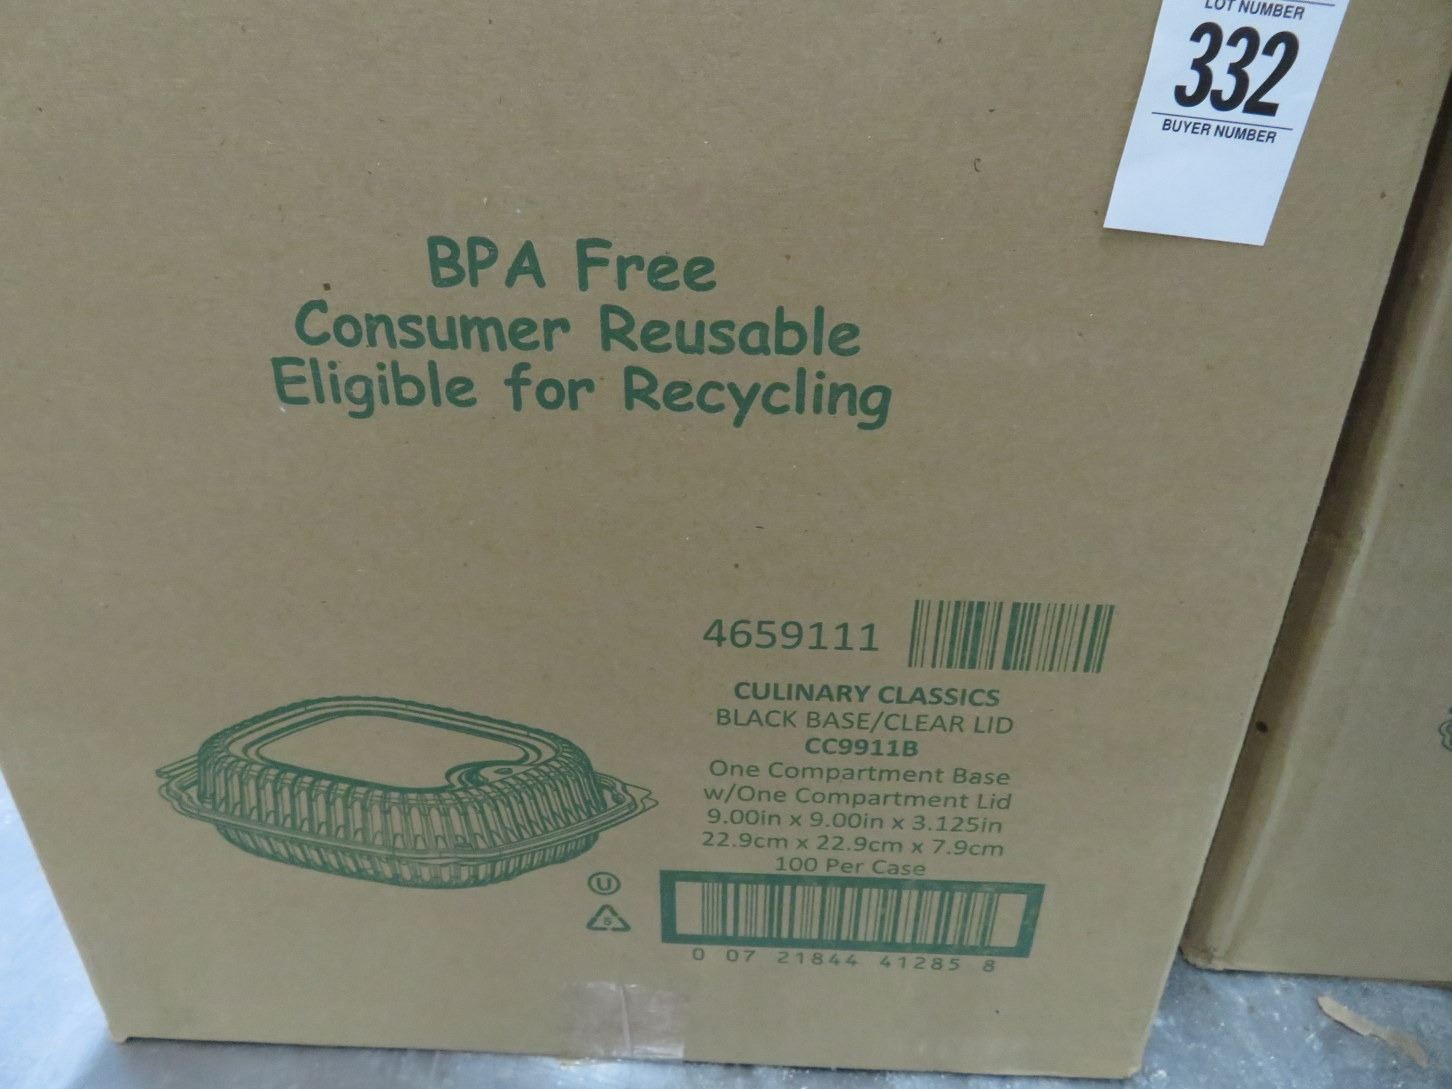 LOT NUMBER
332
BUYER NUMBER
BPA Free
Consumer Reusable
Eligible for Recycling
4659111
CULINARY CLASSICS
BLACK BASE/CLEAR LID
CC9911B
One Compartment Base
w/One Compartment Lid
9.00in x 9.00in x 3.125in
22.9cm x 22.9cm x 7.9cm
100 Per Case
U
5
0 07 21844 41285 8